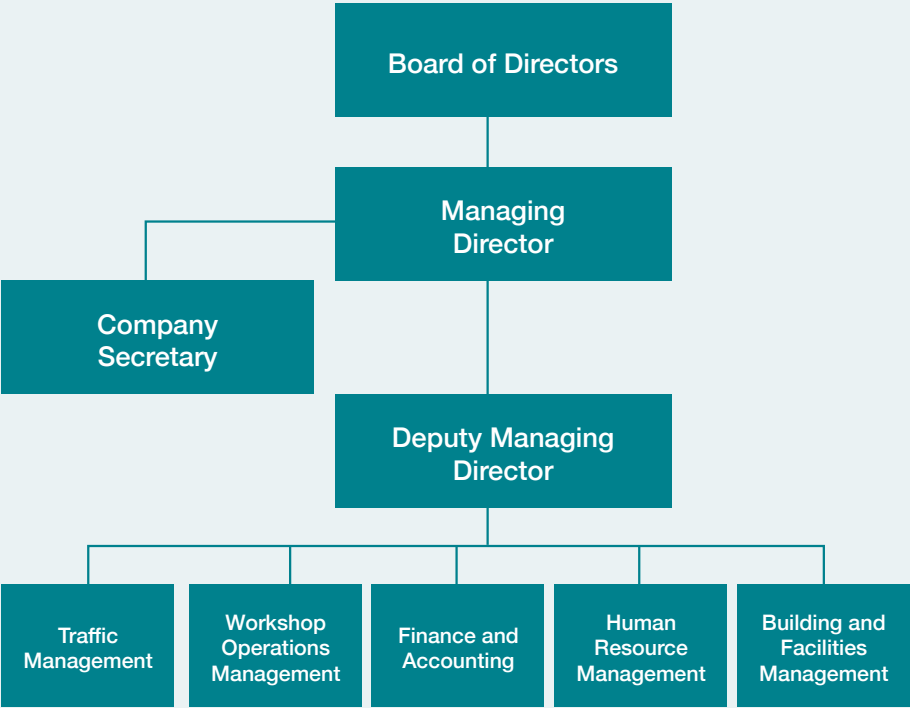 Board of Directors
Managing
Director
Company
Secretary
Deputy Managing
Director
Traffic
Management
Workshop
Operations
Management
Finance and
Accounting
Human
Resource
Management
Building and
Facilities
Management